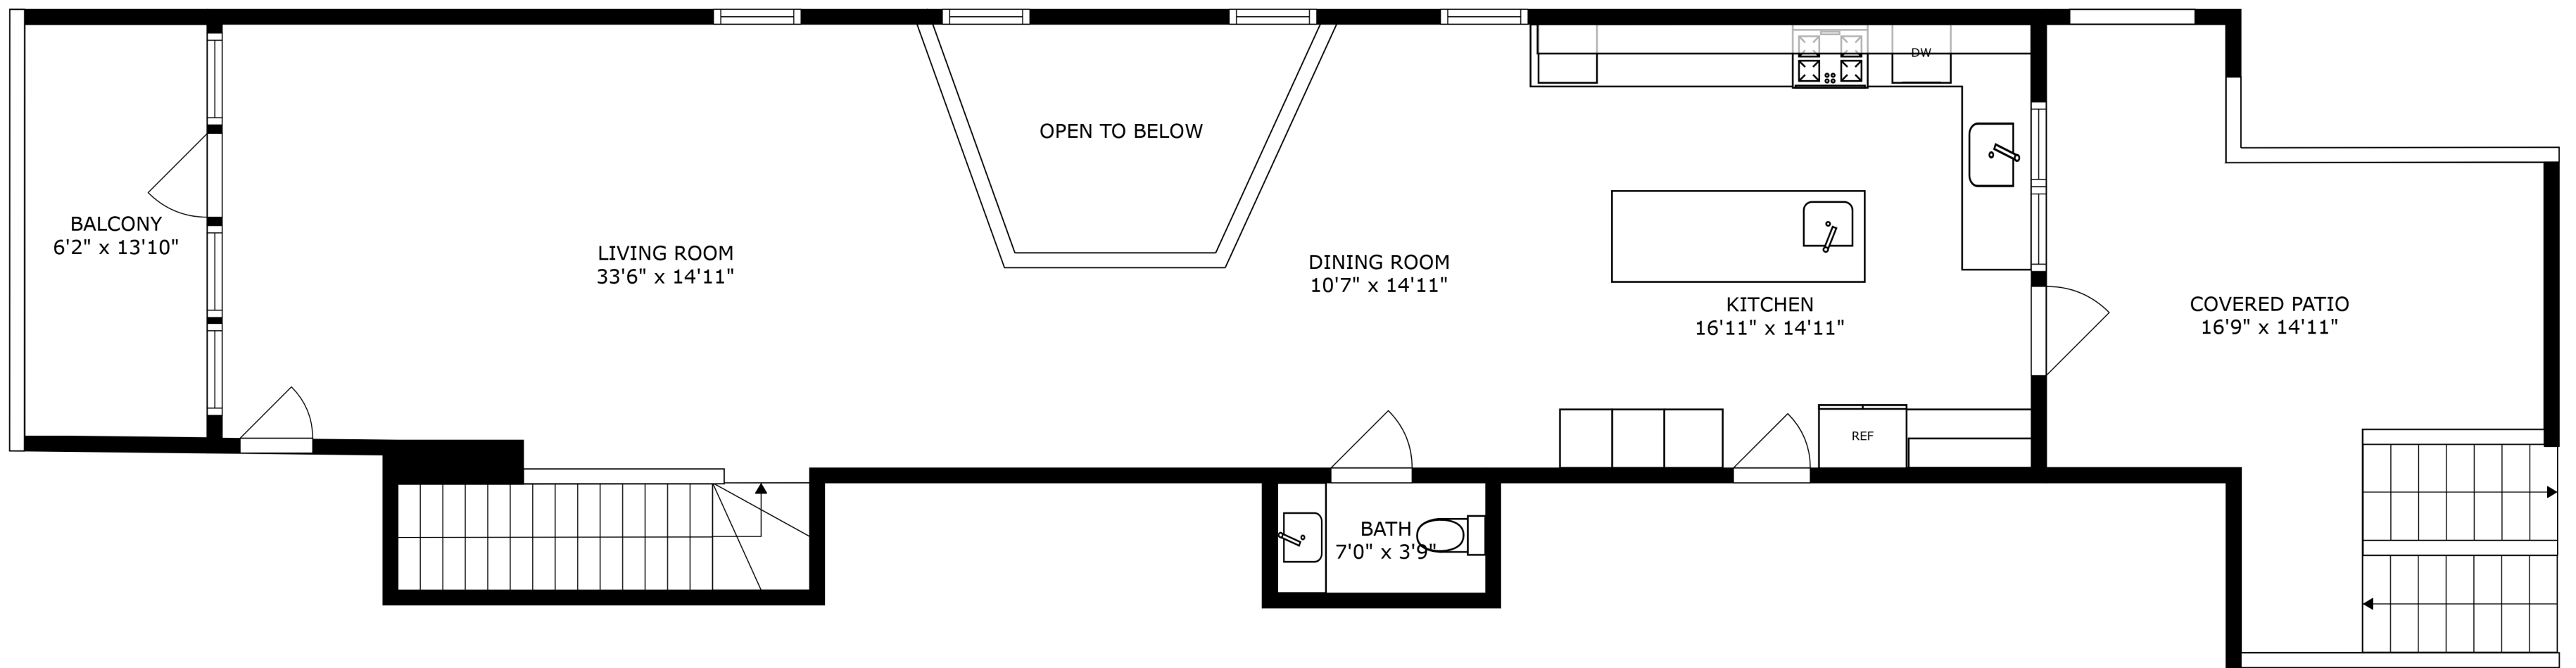 DW
OPEN TO BELOW
BALCONY
6'2" x 13'10"
LIVING ROOM
33'6" x 14'11"
DINING ROOM
10'7" x 14'11"
KITCHEN
16'11" x 14'11"
COVERED PATIO
16'9" x 14'11"
REF
BATH
7'0" x 3'9"